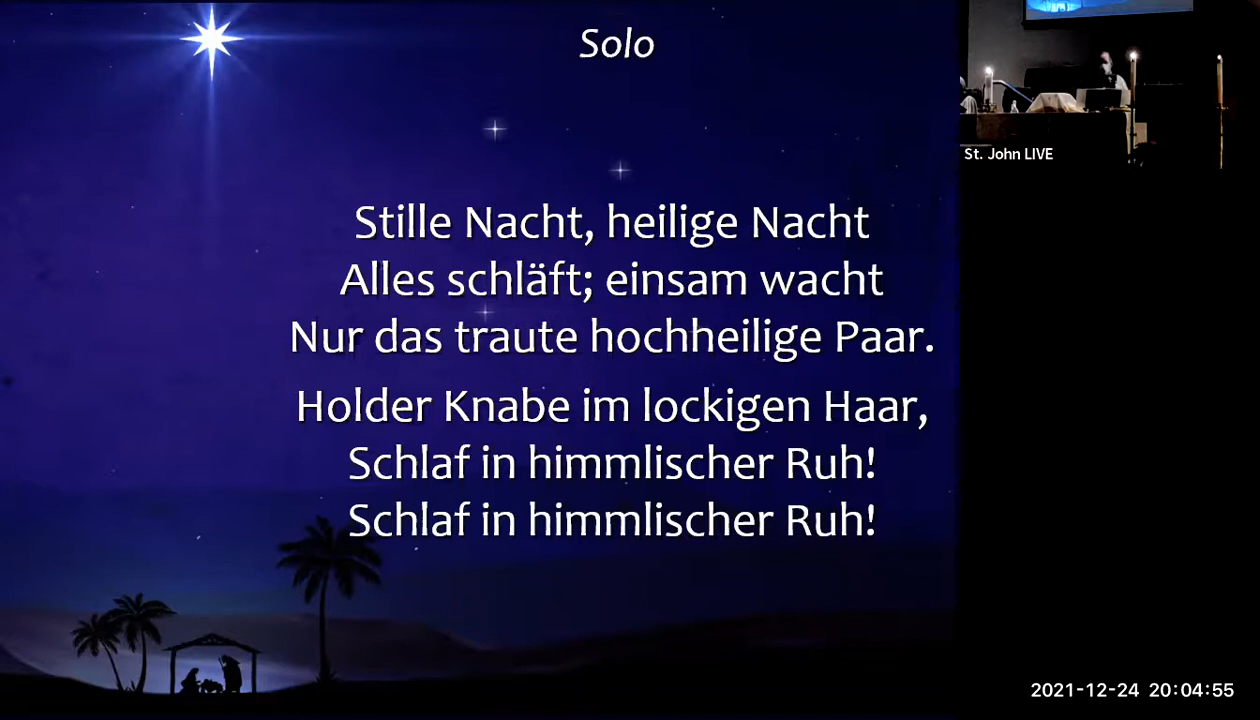 Solo
Stille Nacht, heilige Nacht
Alles schläft; einsam wacht
Nur das traute hochheilige Paar.
Holder Knabe im lockigen Haar,
Schlaf in himmlischer Ruh!
Schlaf in himmlischer Ruh!
St. John LIVE
2021-12-24 20:04:55